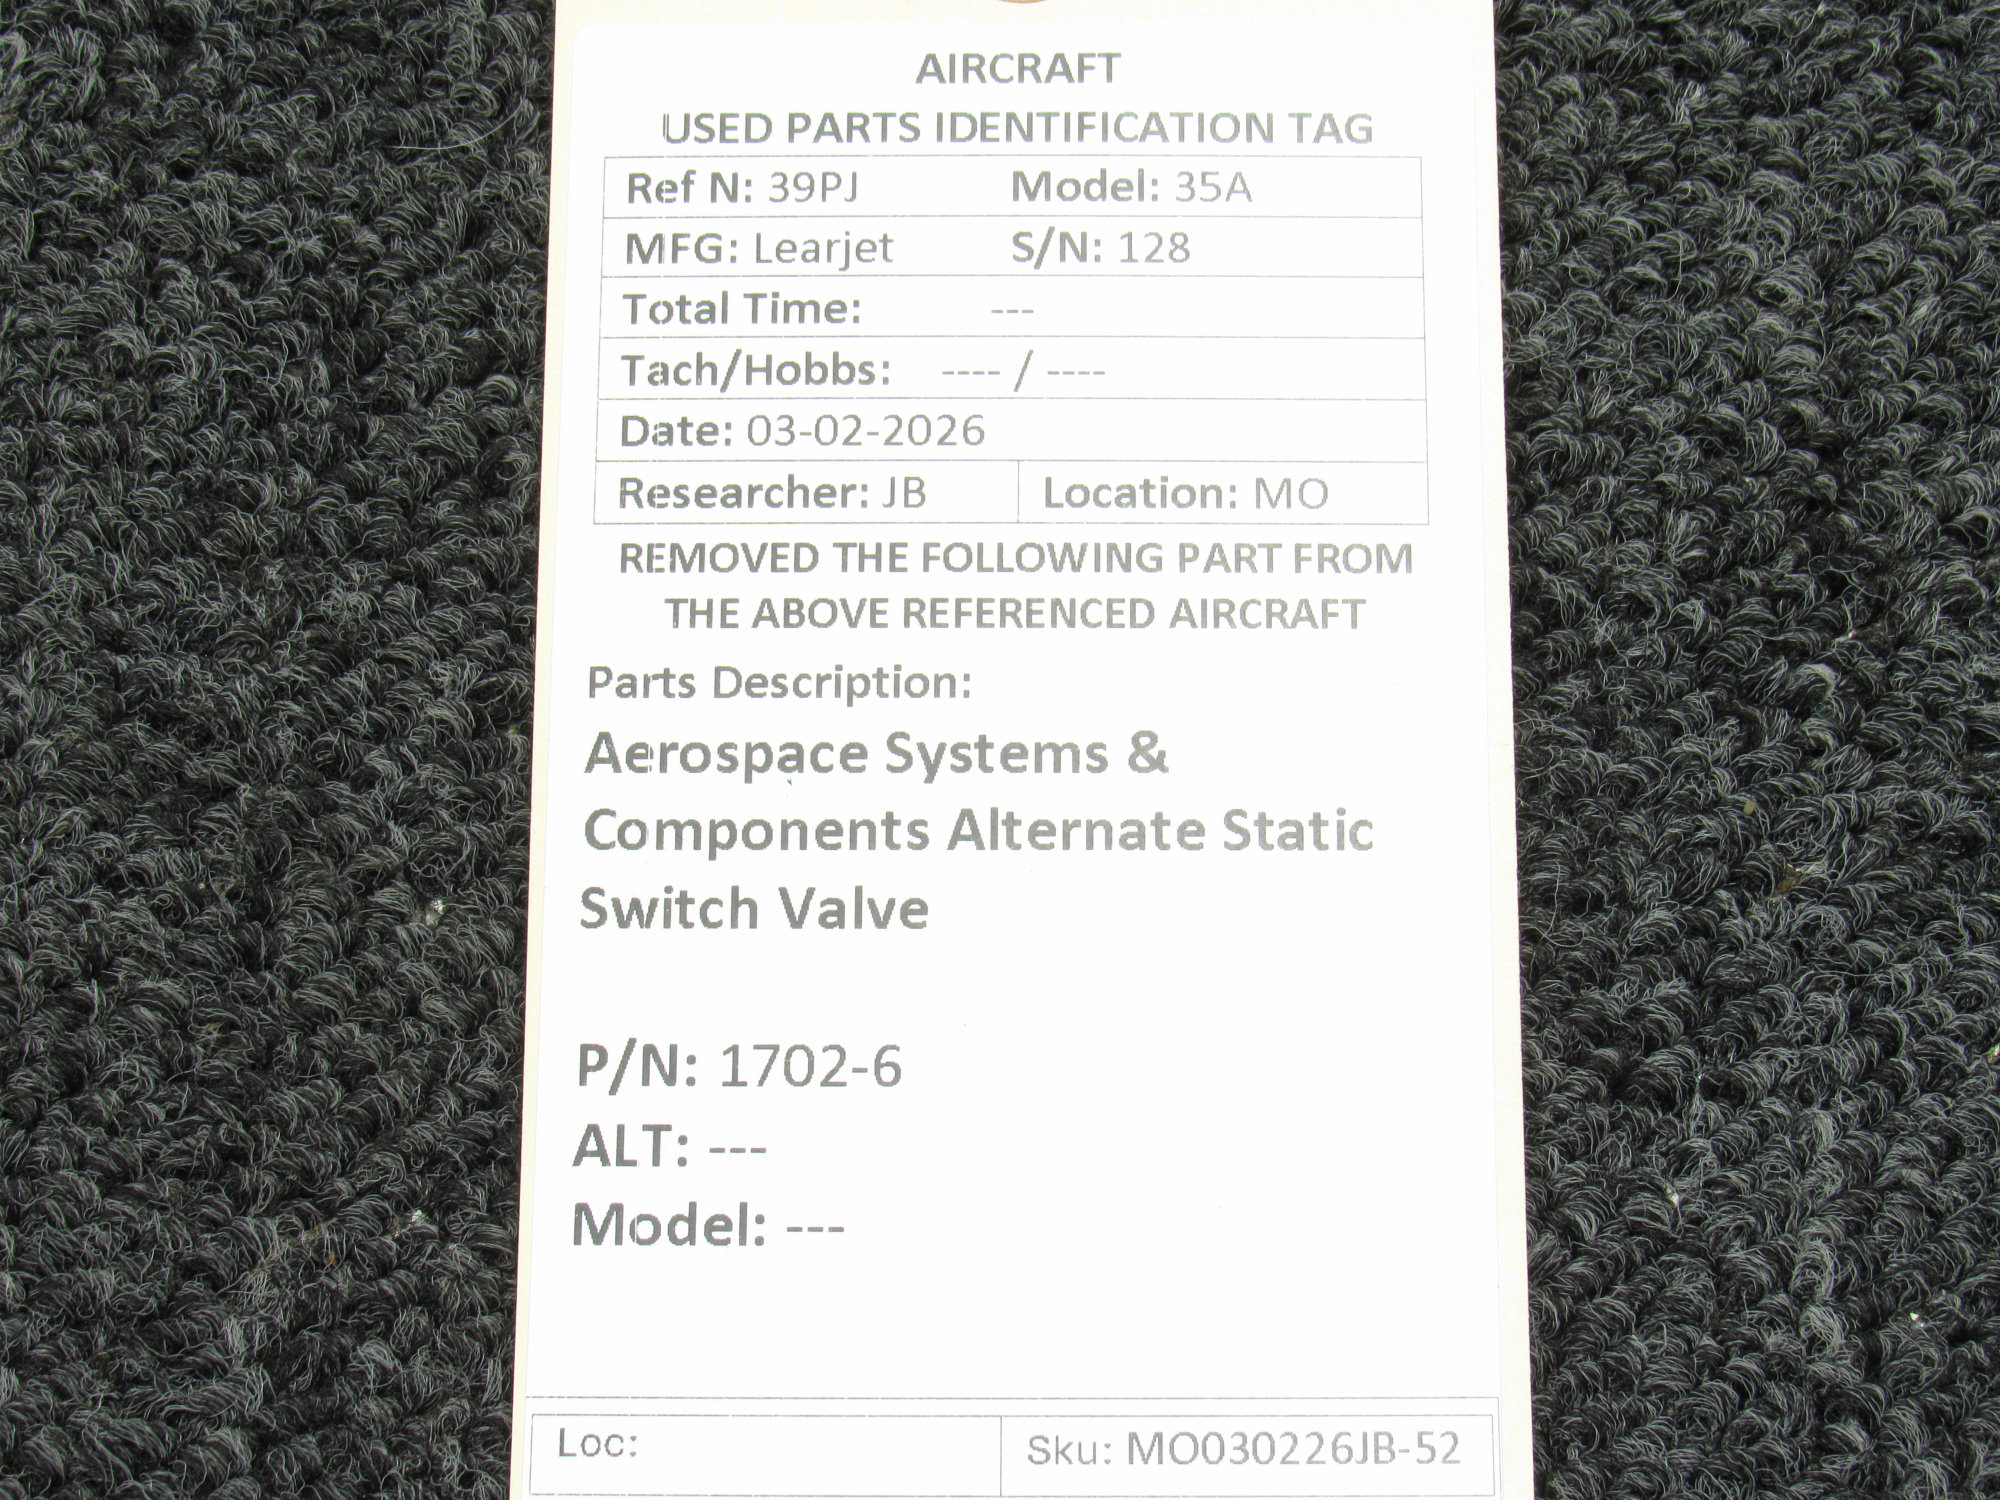 AIRCRAFT
USED PARTS IDENTIFICATION TAG
Ref N: 39PJ Model: 35A
MFG: Learjet S/N: 128
Total Time: ---
Tach/Hobbs: ---- / ----
Date: 03-02-2026
Researcher: JB Location: MO
REMOVED THE FOLLOWING PART FROM
THE ABOVE REFERENCED AIRCRAFT
Parts Description:
Aerospace Systems &
Components Alternate Static
Switch Valve
P/N: 1702-6
ALT: ---
Model: ---
Loc: Sku: MO030226JB-52